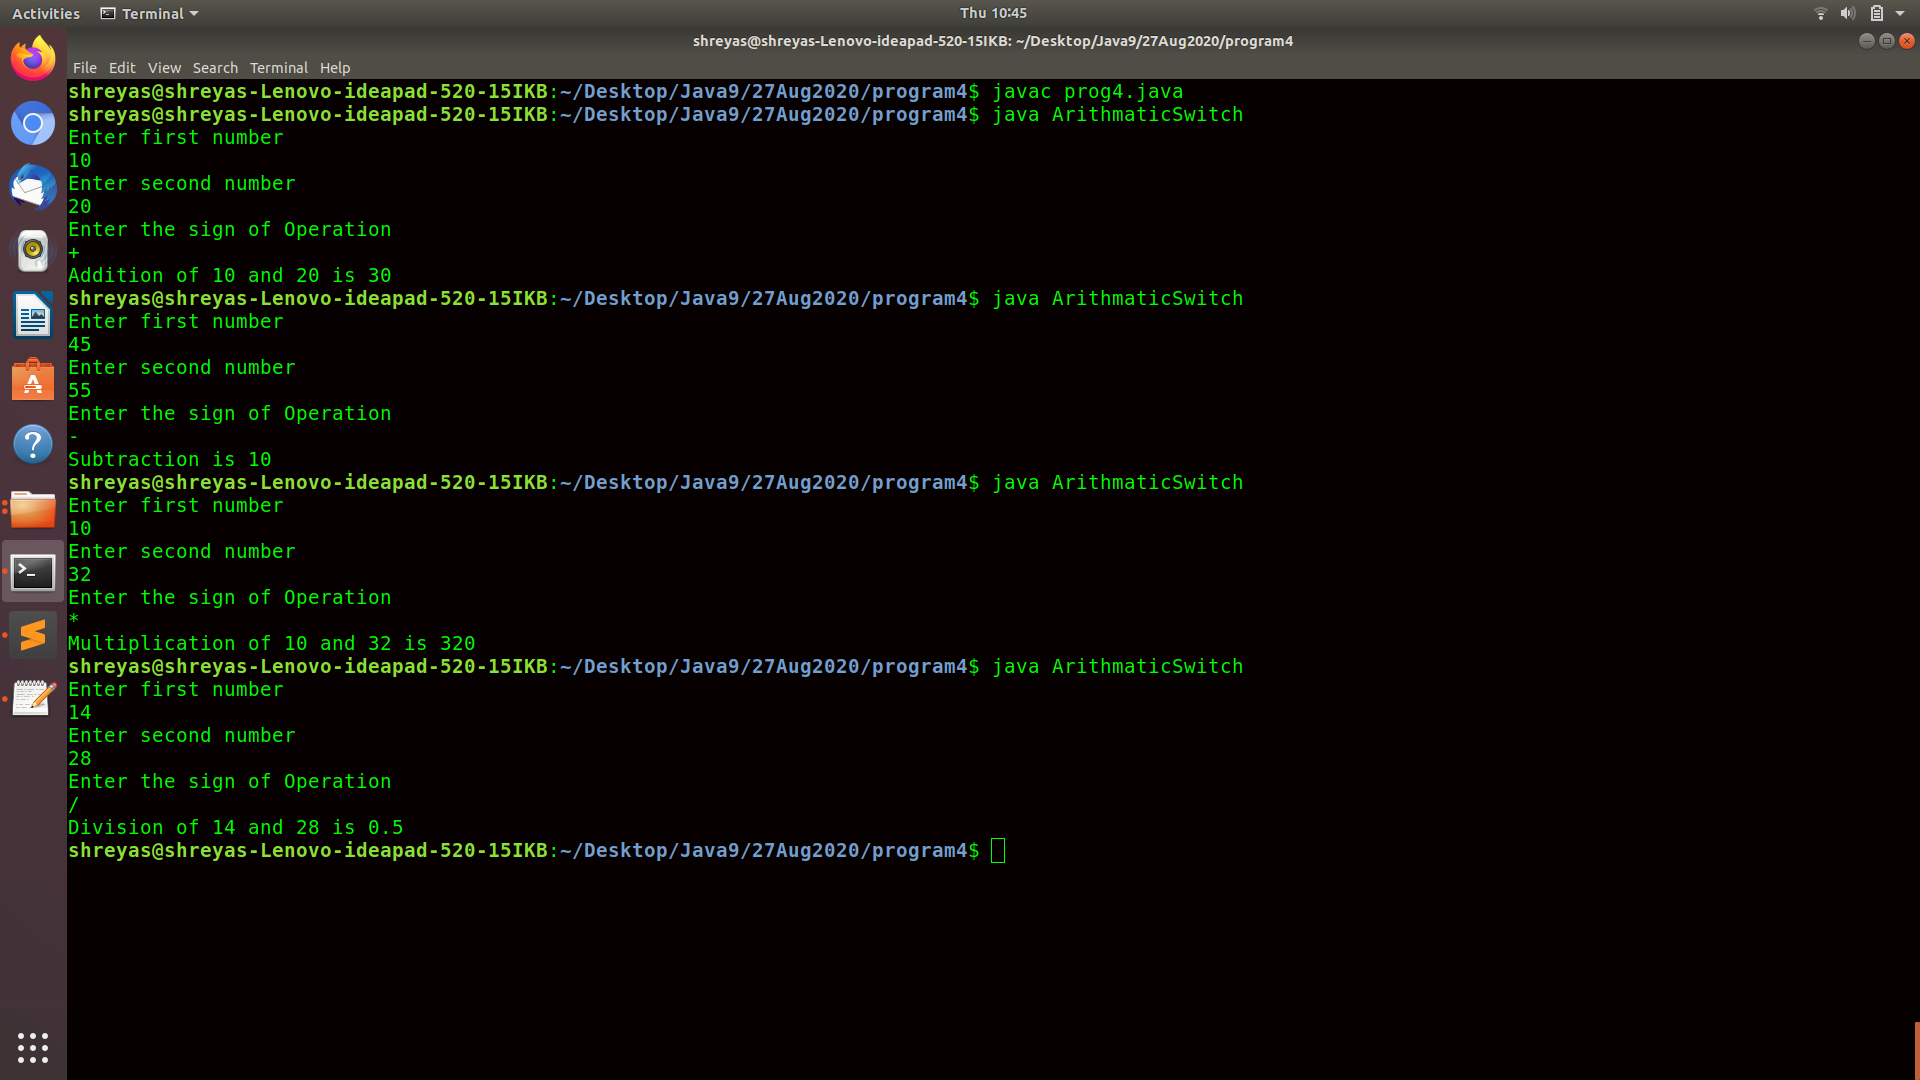 Activities Terminal Thu 10:45
shreyas@shreyas-Lenovo-ideapad-520-15IKB: ~/Desktop/Java9/27Aug2020/program4
File Edit View Search Terminal Help
shreyas@shreyas-Lenovo-ideapad-520-15IKB:~/Desktop/Java9/27Aug2020/program4$ javac prog4.java
shreyas@shreyas-Lenovo-ideapad-520-15IKB:~/Desktop/Java9/27Aug2020/program4$ java ArithmaticSwitch
Enter first number
10
Enter second number
20
Enter the sign of Operation
+
Addition of 10 and 20 is 30
shreyas@shreyas-Lenovo-ideapad-520-15IKB:~/Desktop/Java9/27Aug2020/program4$ java ArithmaticSwitch
Enter first number
45
Enter second number
55
Enter the sign of Operation
-
Subtraction is 10
shreyas@shreyas-Lenovo-ideapad-520-15IKB:~/Desktop/Java9/27Aug2020/program4$ java ArithmaticSwitch
Enter first number
10
Enter second number
32
Enter the sign of Operation
*
Multiplication of 10 and 32 is 320
shreyas@shreyas-Lenovo-ideapad-520-15IKB:~/Desktop/Java9/27Aug2020/program4$ java ArithmaticSwitch
Enter first number
14
Enter second number
28
Enter the sign of Operation
/
Division of 14 and 28 is 0.5
shreyas@shreyas-Lenovo-ideapad-520-15IKB:~/Desktop/Java9/27Aug2020/program4$